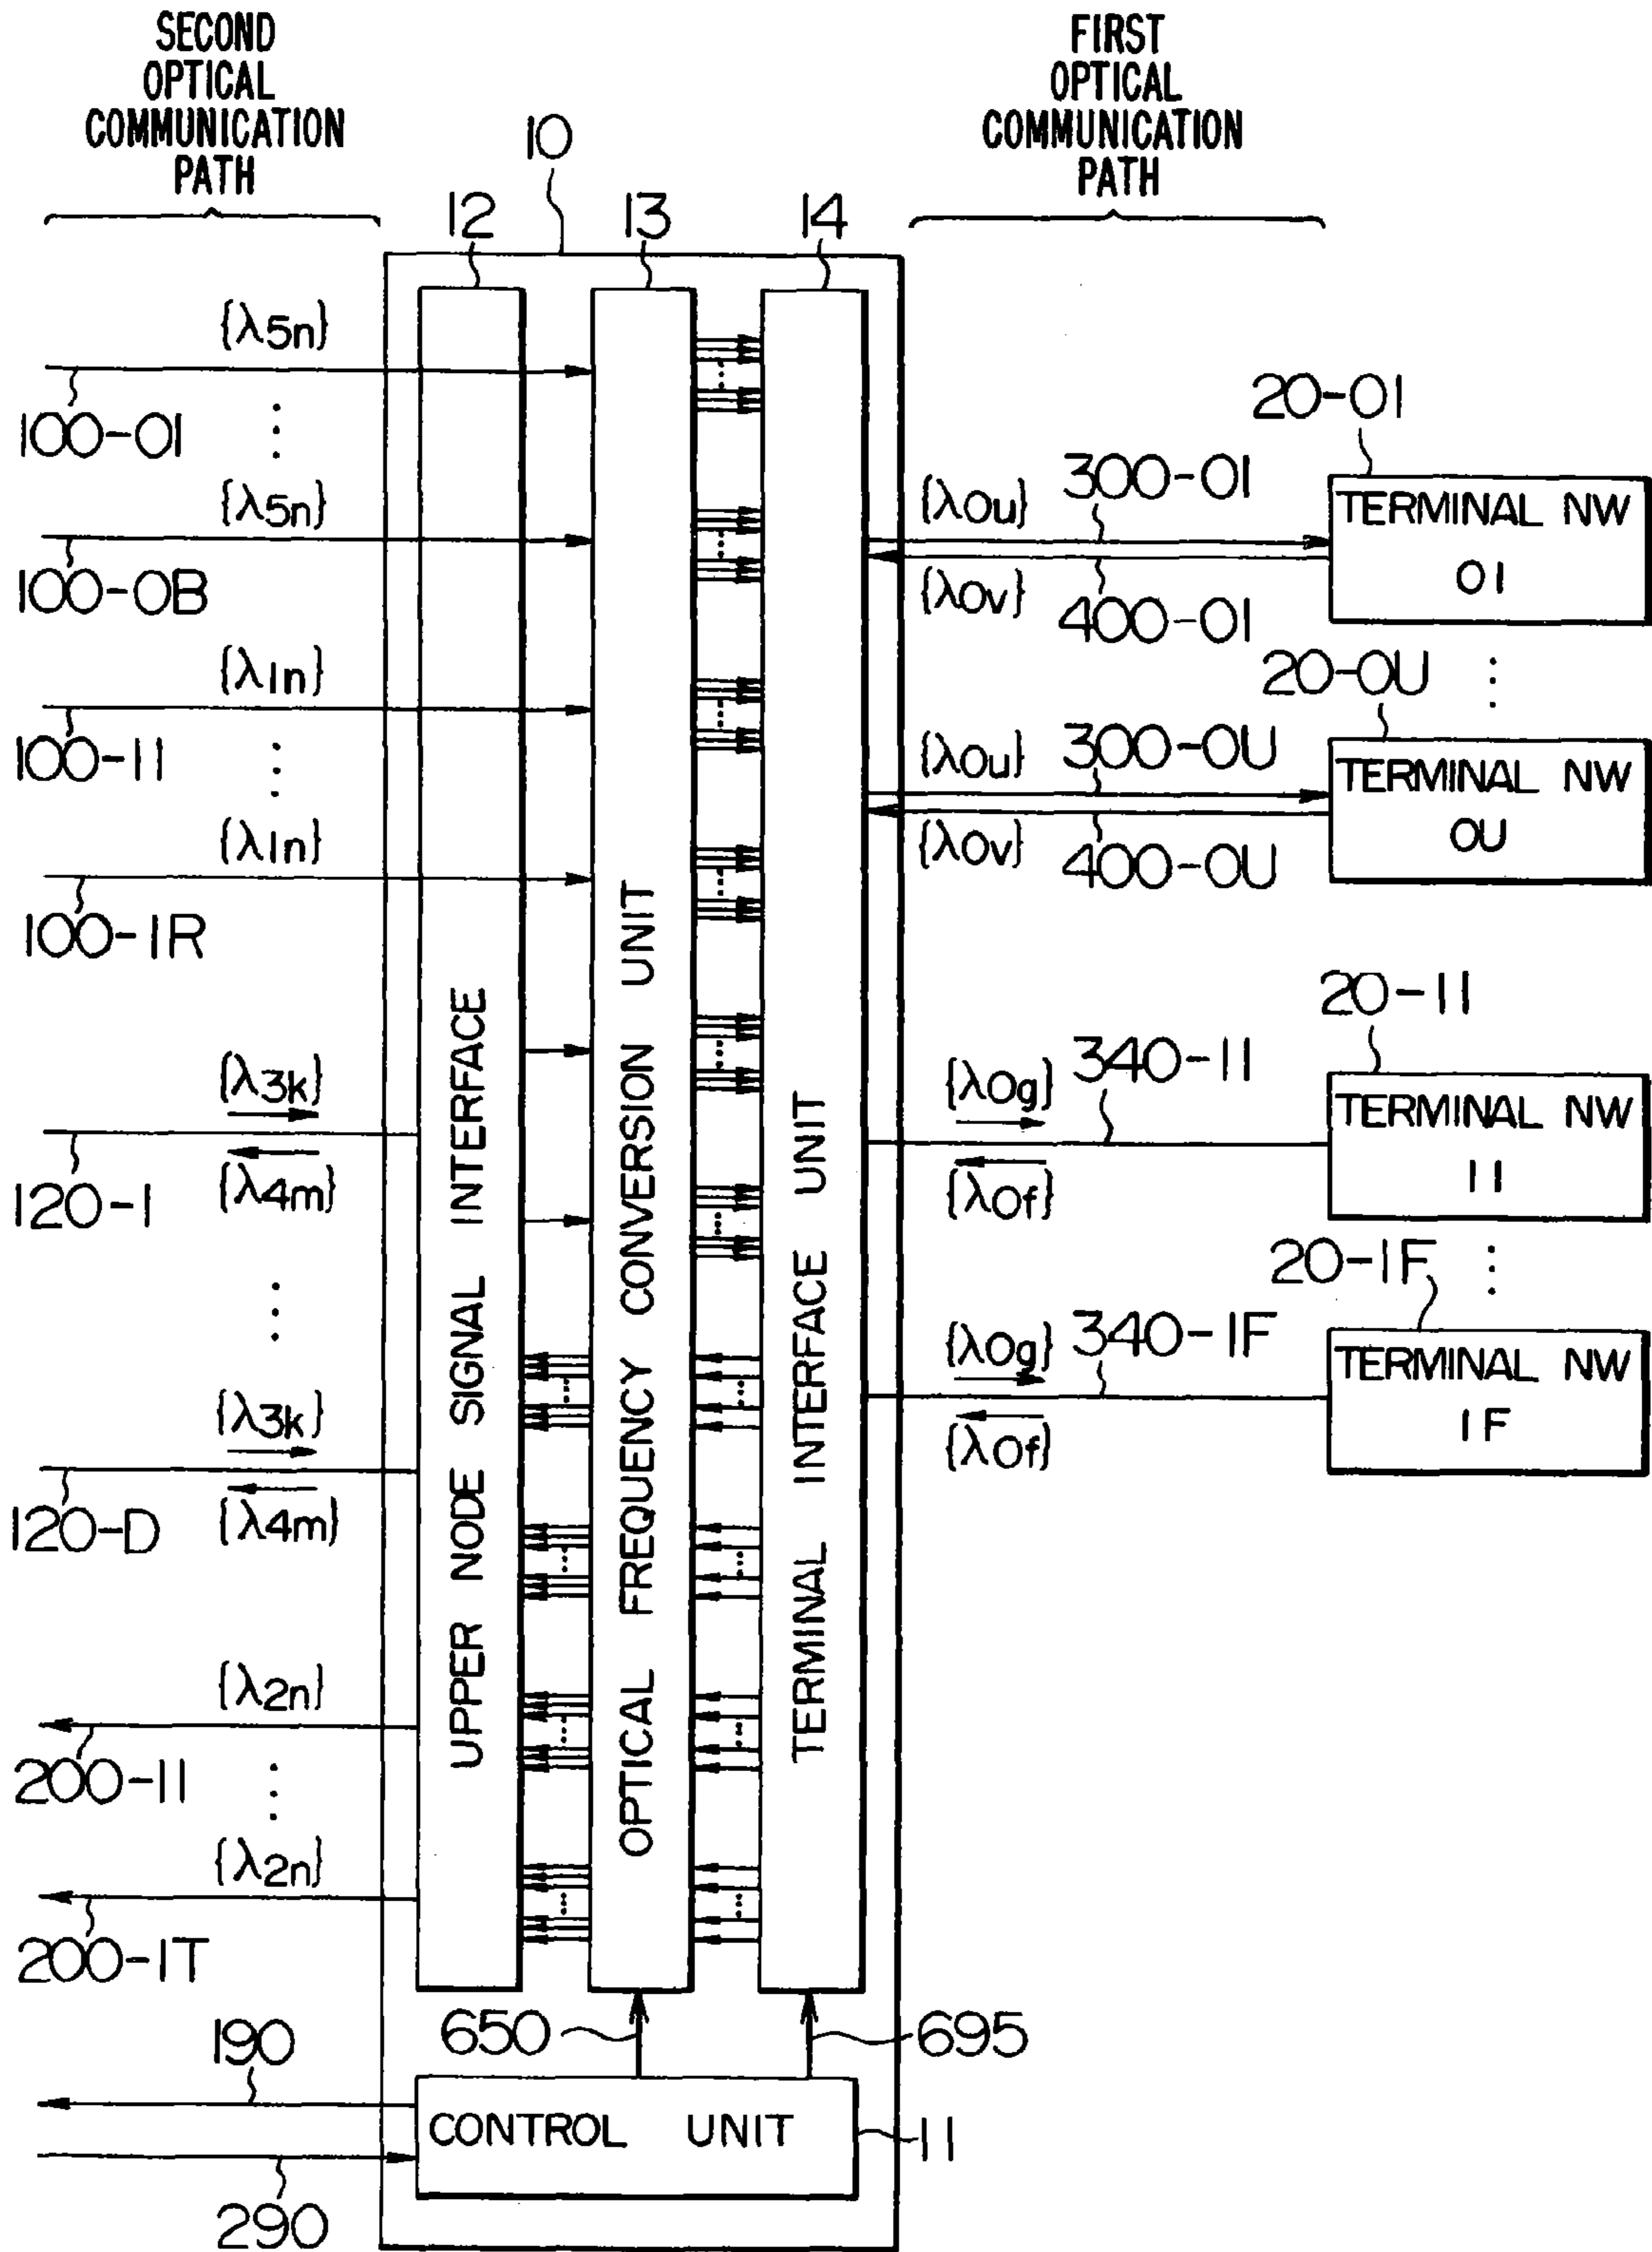 SECOND
OPTICAL
COMMUNICATION
PATH
FIRST
OPTICAL
COMMUNICATION
PATH
10
12
13
14
{λ5n}
100-01
{λ5n}
100-0B
{λ1n}
100-11
{λ1n}
100-1R
{λ3k}
{λ4m}
120-1
{λ3k}
{λ4m}
120-D
{λ2n}
200-11
{λ2n}
200-1T
190
290
UPPER NODE SIGNAL INTERFACE
OPTICAL FREQUENCY CONVERSION UNIT
TERMINAL INTERFACE UNIT
650
695
CONTROL UNIT
11
20-01
{λ0u}
300-01
{λ0v}
400-01
TERMINAL NW
01
20-0U
{λ0u}
300-0U
{λ0v}
400-0U
TERMINAL NW
0U
20-11
{λ0g}
340-11
{λ0f}
TERMINAL NW
11
20-1F
{λ0g}
340-1F
{λ0f}
TERMINAL NW
1F